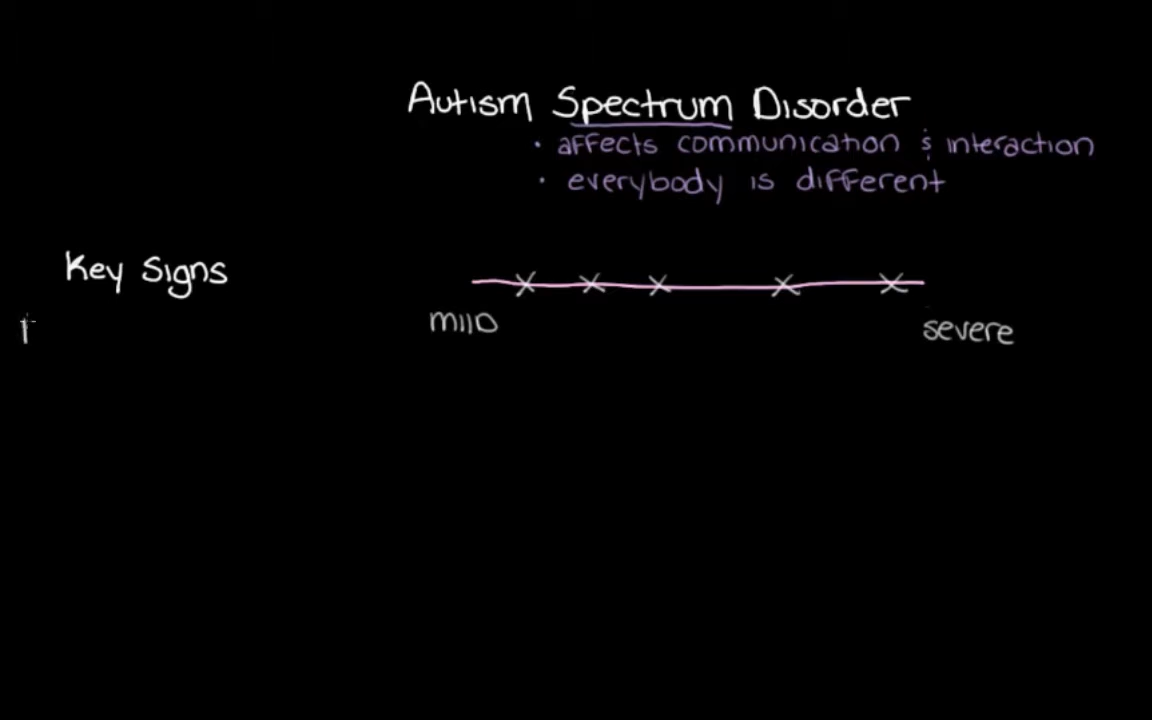 Autism Spectrum Disorder
• affects communication & interaction
• everybody is different
Key Signs
mild
severe